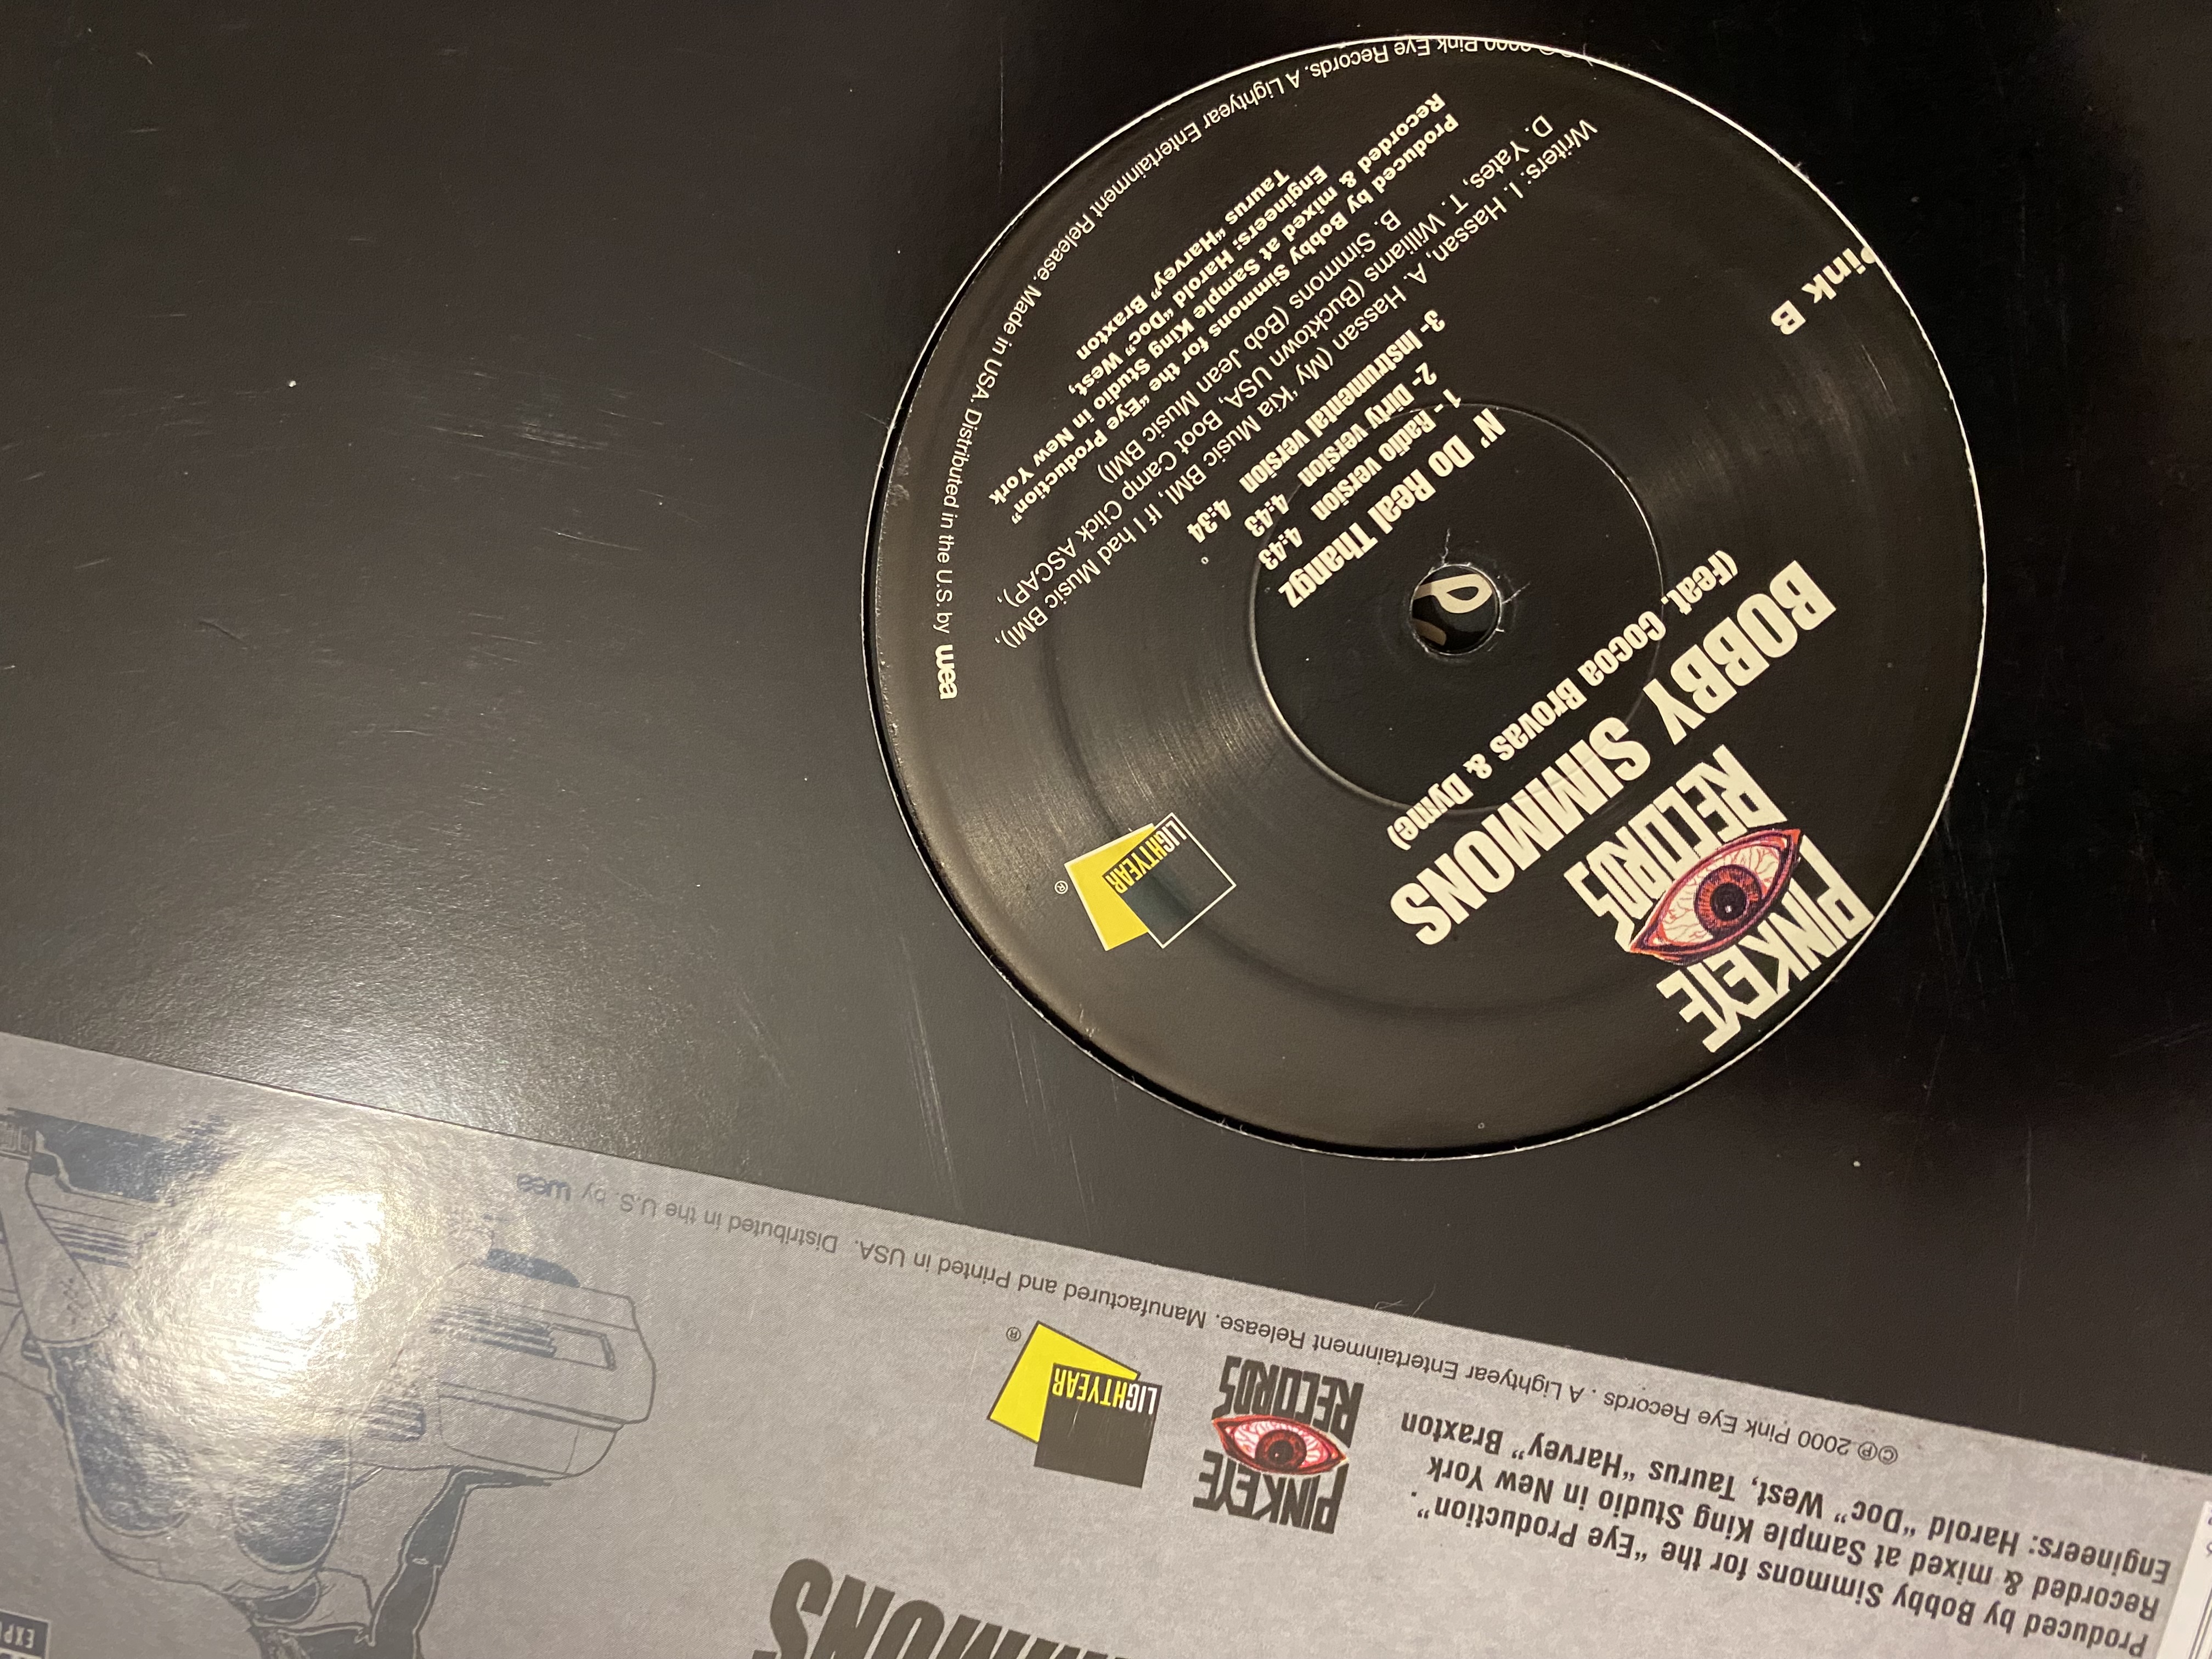 PINK EYE
RECORDS
BOBBY SIMMONS
(Feat. Cocoa Brovas & Dyme)
Pink B
LIGHTYEAR
®
N' Do Real Thangz
1- Radio version 4:43
2- Dirty version 4:43
3- Instrumental version 4:34
Writers: I. Hassan, A. Hassan (My 'Kia Music BMI, If I had Music BMI),
D. Yates, T. Williams (Bucktown USA, Boot Camp Click ASCAP),
B. Simmons (Bob Jean Music BMI)
Produced by Bobby Simmons for the "Eye Production"
Recorded & mixed at Sample King Studio in New York
Engineers: Harold "Doc" West,
Taurus "Harvey" Braxton
2000 Pink Eye Records. A Lightyear Entertainment Release. Made in USA. Distributed in the U.S. by wea
MMONS
Produced by Bobby Simmons for the "Eye Production".
Recorded & mixed at Sample King Studio in New York
Engineers: Harold "Doc" West, Taurus "Harvey" Braxton
PINK EYE
RECORDS
LIGHTYEAR
®
©℗ 2000 Pink Eye Records. A Lightyear Entertainment Release. Manufactured and Printed in USA. Distributed in the U.S. by wea